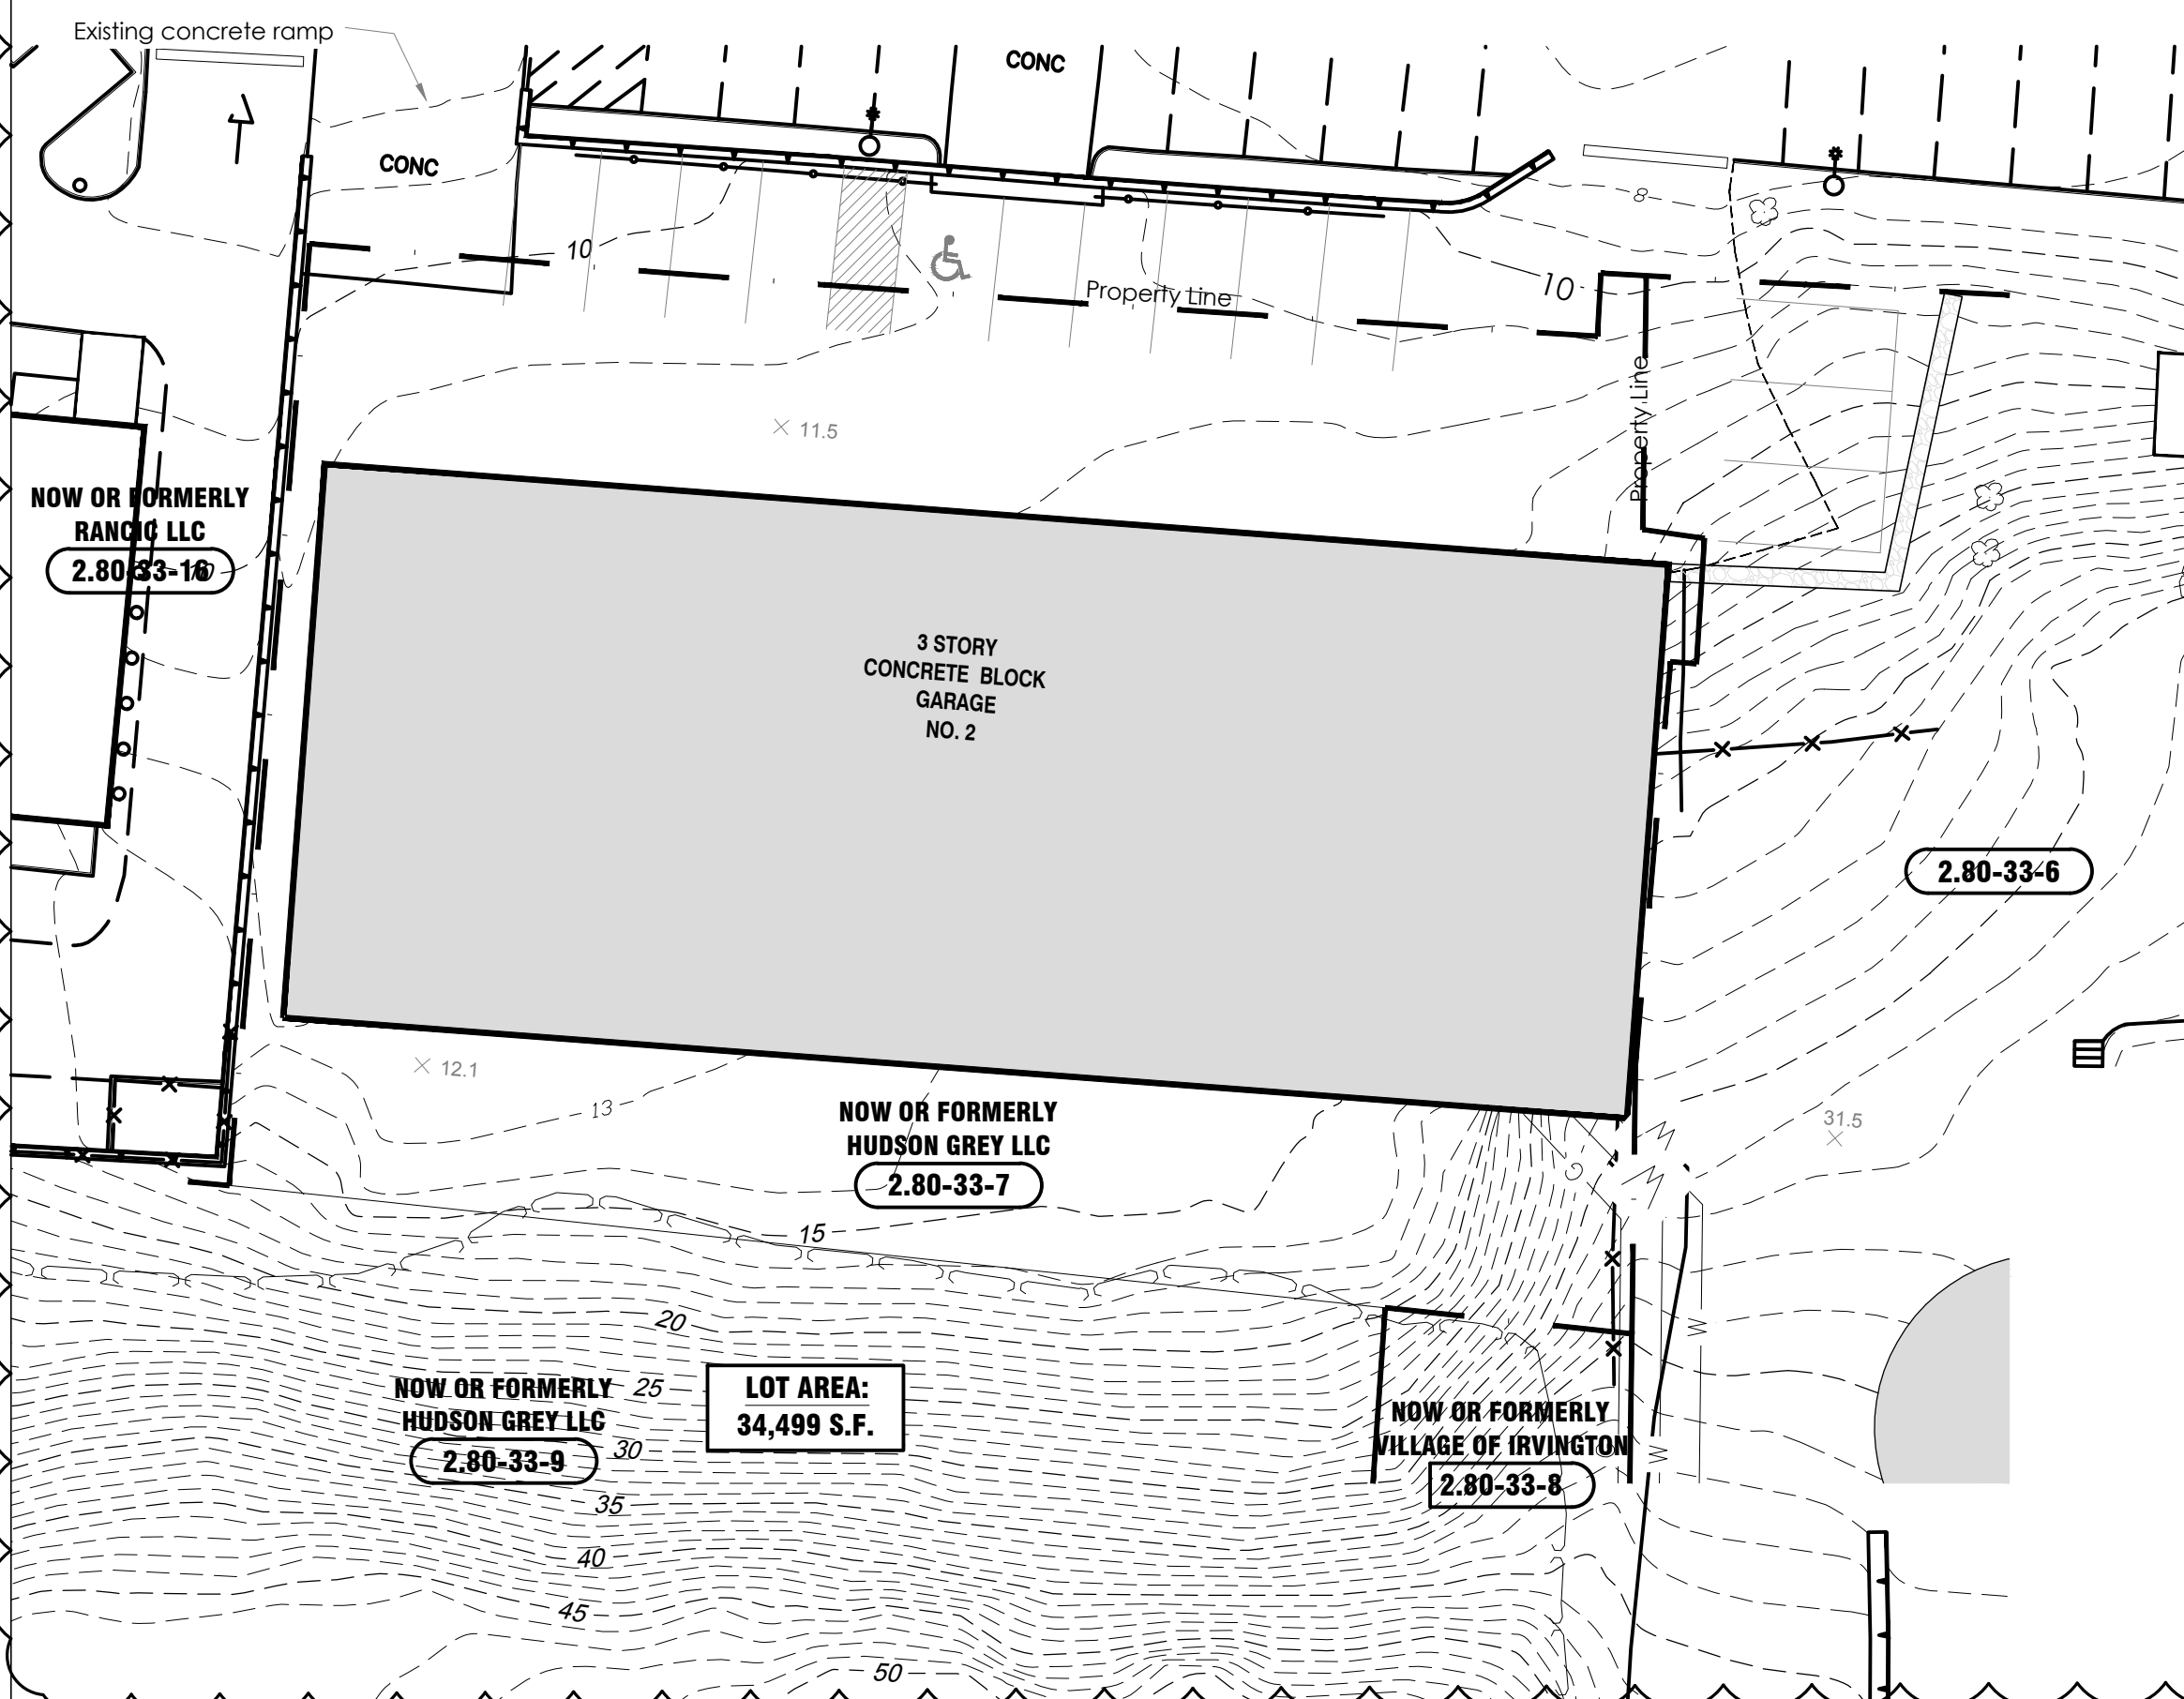 Existing concrete ramp
CONC
CONC
8
10
10
Property Line
Property Line
11.5
NOW OR FORMERLY
RANCIC LLC
2.80-33-16
10
3 STORY
CONCRETE BLOCK
GARAGE
NO. 2
2.80-33-6
12.1
13
NOW OR FORMERLY
HUDSON GREY LLC
2.80-33-7
31.5
G
W
W
15
20
25
NOW OR FORMERLY
HUDSON GREY LLC
2.80-33-9
30
LOT AREA:
34,499 S.F.
W
NOW OR FORMERLY
VILLAGE OF IRVINGTON
2.80-33-8
G
W
35
40
45
50